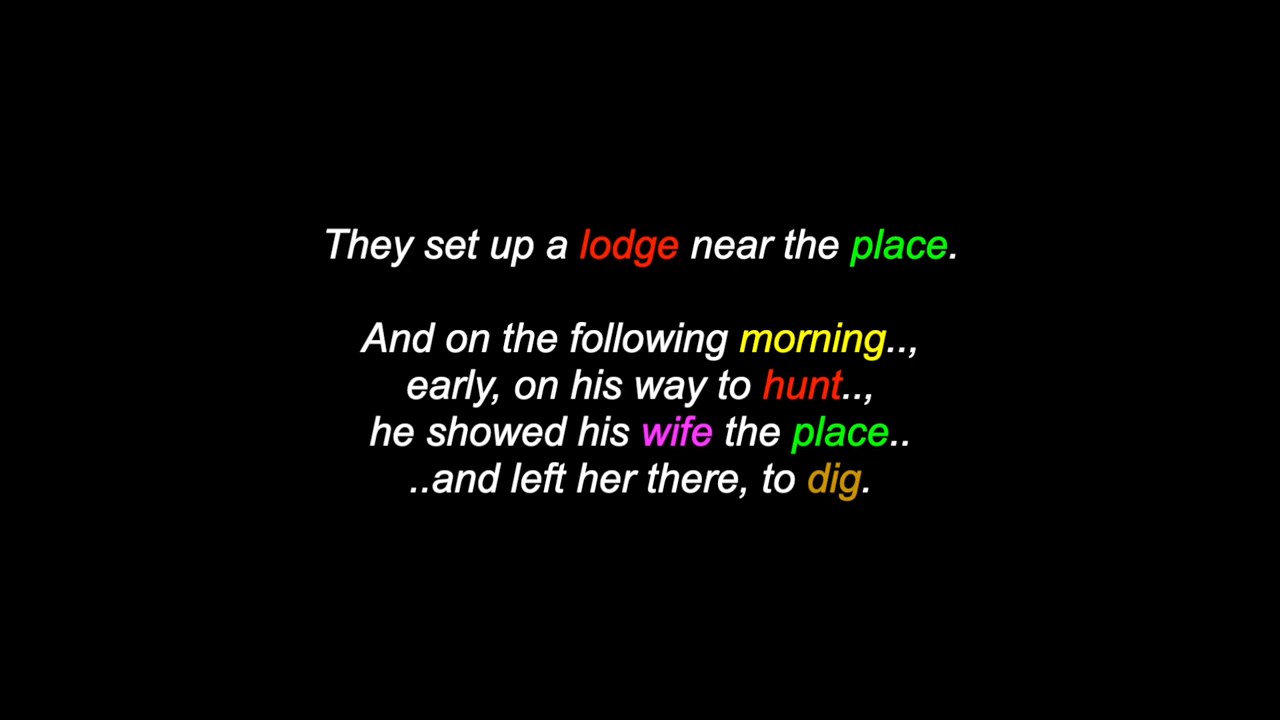 They set up a lodge near the place.
And on the following morning..,
early, on his way to hunt..,
he showed his wife the place..
..and left her there, to dig.